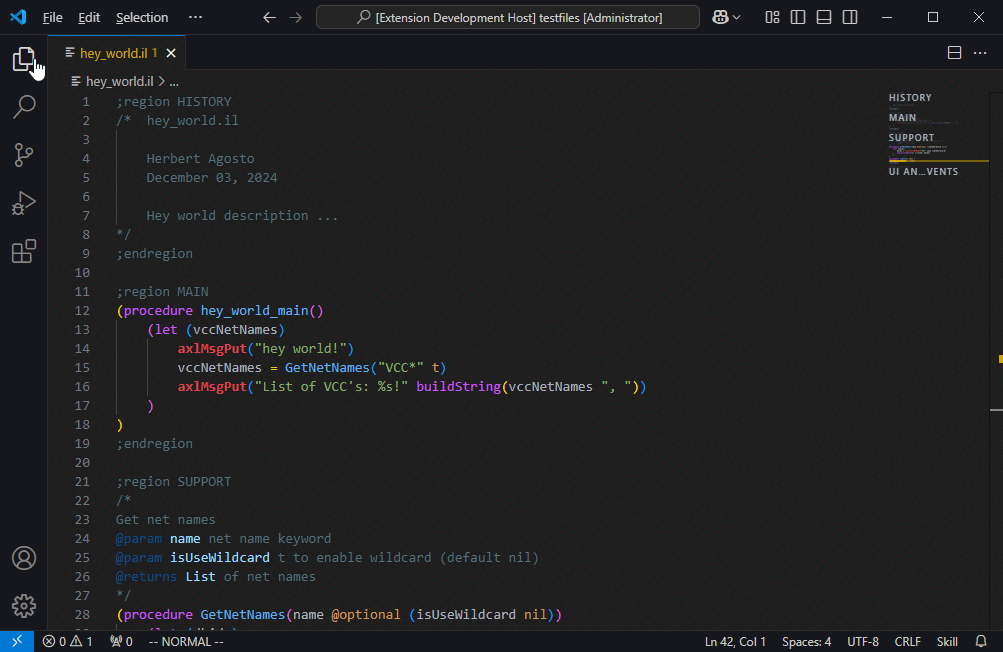 File Edit Selection ··· [Extension Development Host] testfiles [Administrator]
hey_world.il 1
hey_world.il > ...
1 ;region HISTORY
2 /*  hey_world.il
3
4     Herbert Agosto
5     December 03, 2024
6
7     Hey world description ...
8 */
9 ;endregion
10
11 ;region MAIN
12 (procedure hey_world_main()
13     (let (vccNetNames)
14         axlMsgPut("hey world!")
15         vccNetNames = GetNetNames("VCC*" t)
16         axlMsgPut("List of VCC's: %s!" buildString(vccNetNames ", "))
17     )
18 )
19 ;endregion
20
21 ;region SUPPORT
22 /*
23 Get net names
24 @param name net name keyword
25 @param isUseWildcard t to enable wildcard (default nil)
26 @returns List of net names
27 */
28 (procedure GetNetNames(name @optional (isUseWildcard nil))
HISTORY
MAIN
SUPPORT
UI AN...VENTS
0 1 0 -- NORMAL -- Ln 42, Col 1 Spaces: 4 UTF-8 CRLF Skill